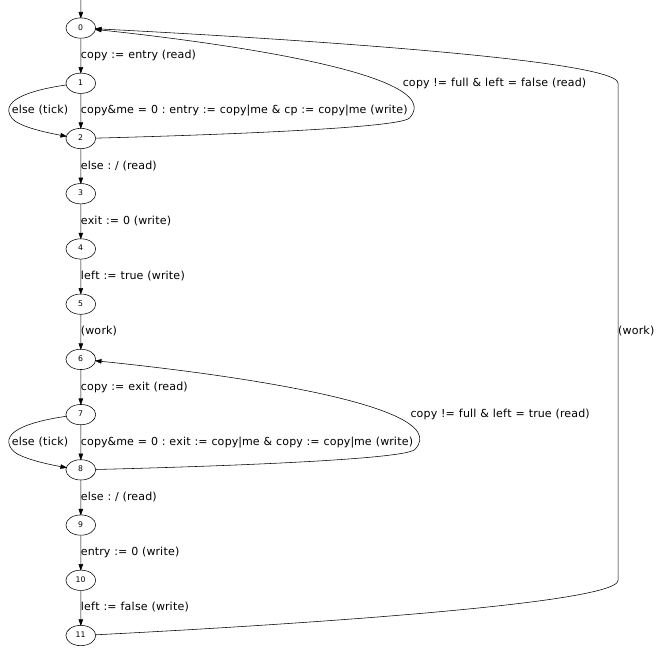 0
copy := entry (read)
copy != full & left = false (read)
1
else (tick)
copy&me = 0 : entry := copy|me & cp := copy|me (write)
2
else : / (read)
3
exit := 0 (write)
4
left := true (write)
5
(work)
(work)
6
copy := exit (read)
copy != full & left = true (read)
7
else (tick)
copy&me = 0 : exit := copy|me & copy := copy|me (write)
8
else : / (read)
9
entry := 0 (write)
10
left := false (write)
11